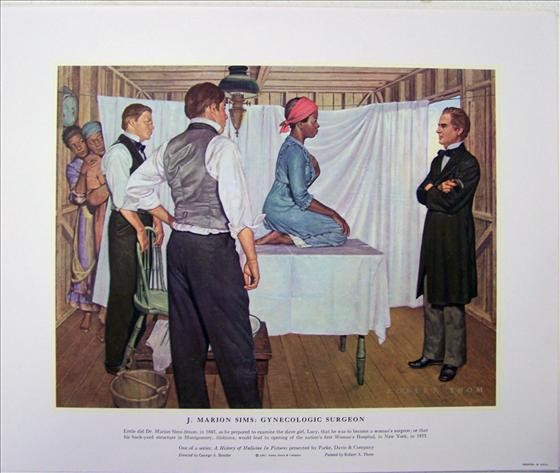 ROBERT THOM
J. MARION SIMS: GYNECOLOGIC SURGEON
Little did Dr. Marion Sims dream, in 1845, as he prepared to examine the slave girl, Lucy, that he was to become a woman's surgeon; or that
his back-yard structure in Montgomery, Alabama, would lead to opening of the nation's first Woman's Hospital, in New York, in 1855.
One of a series: A History of Medicine In Pictures presented by Parke, Davis & Company
Directed by George A. Bender
Parke, Davis & Company
Painted by Robert A. Thom